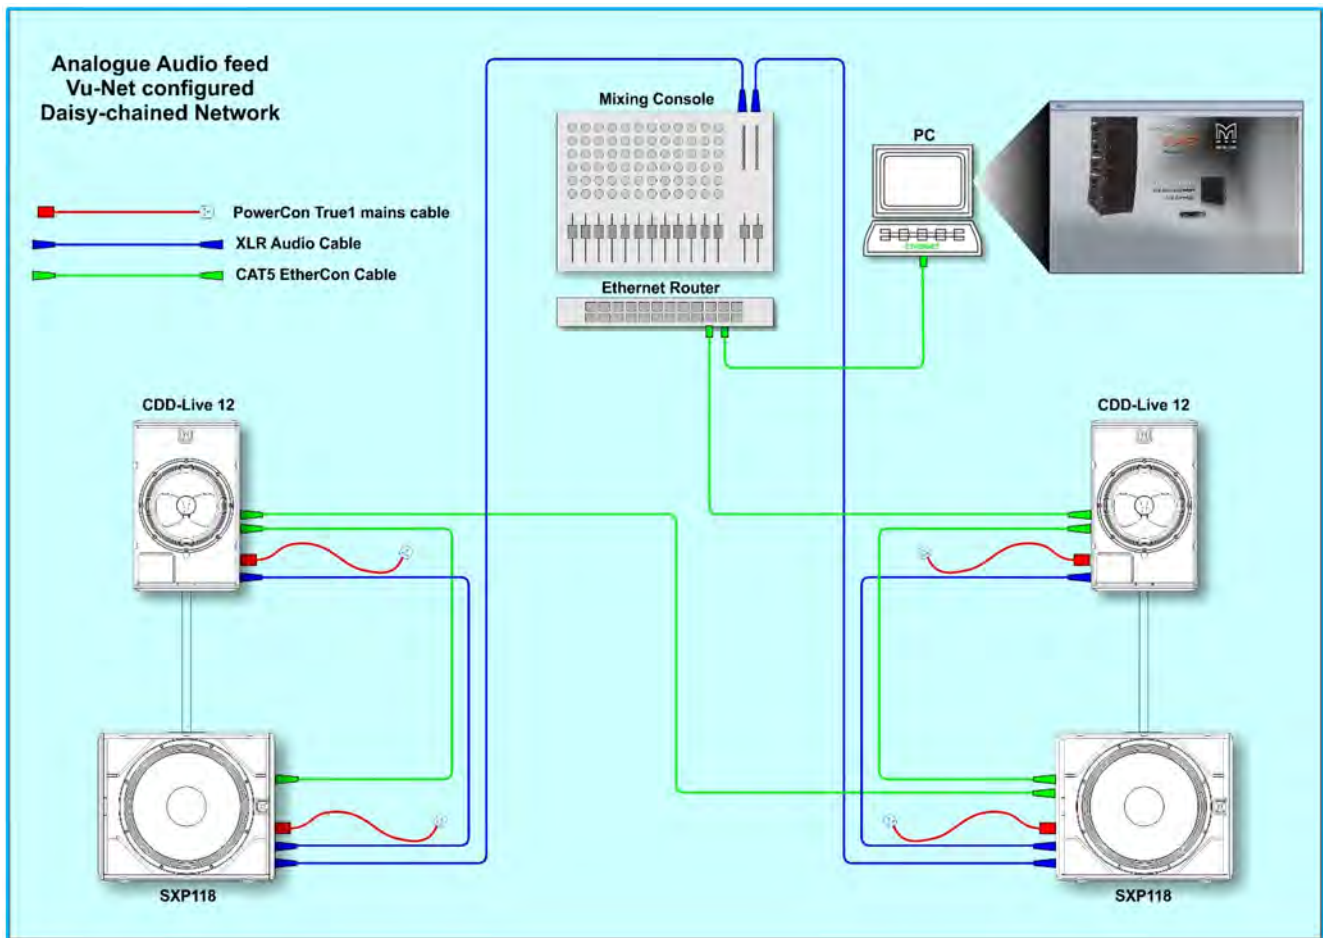 Analogue Audio feed
Vu-Net configured
Daisy-chained Network
PowerCon True1 mains cable
XLR Audio Cable
CAT5 EtherCon Cable
Mixing Console
PC
ETHERNET
Ethernet Router
CDD-Live 12
CDD-Live 12
SXP118
SXP118